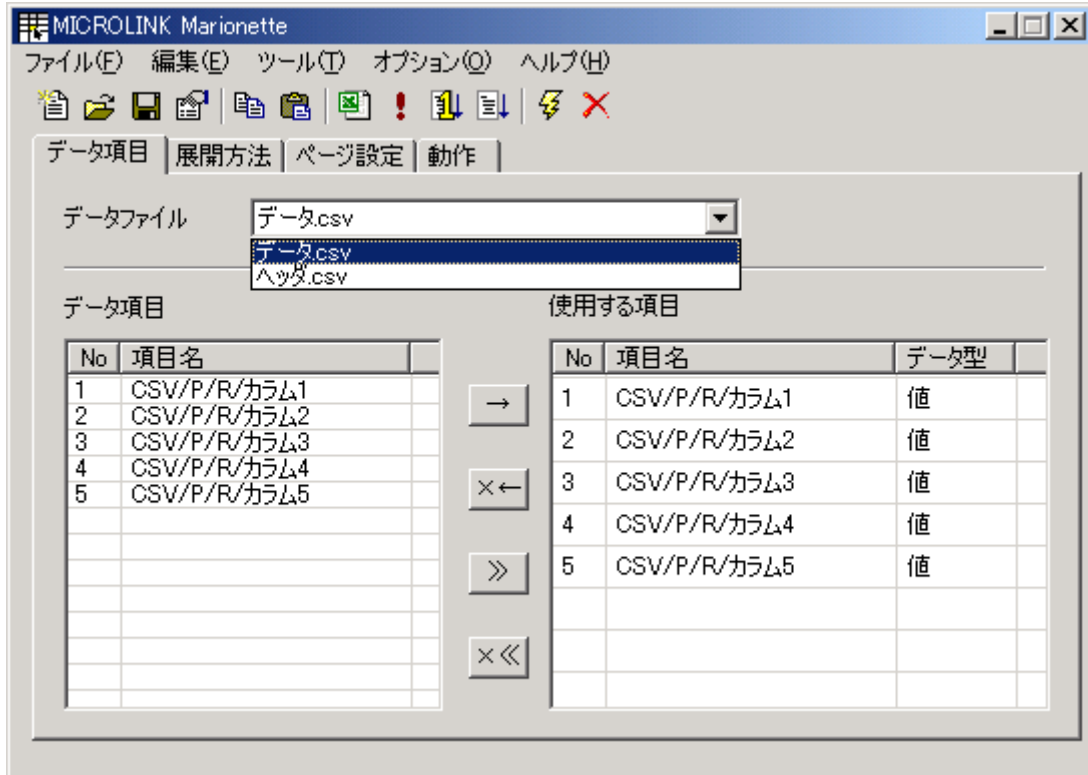 MICROLINK Marionette
ファイル(F) 編集(E) ツール(T) オプション(O) ヘルプ(H)
データ項目 展開方法 ページ設定 動作
データファイル データ.csv
データ.csv
ヘッダ.csv
データ項目
No 項目名
1 CSV/P/R/カラム1
2 CSV/P/R/カラム2
3 CSV/P/R/カラム3
4 CSV/P/R/カラム4
5 CSV/P/R/カラム5
→
×←
≫
×≪
使用する項目
No 項目名 データ型
1 CSV/P/R/カラム1 値
2 CSV/P/R/カラム2 値
3 CSV/P/R/カラム3 値
4 CSV/P/R/カラム4 値
5 CSV/P/R/カラム5 値